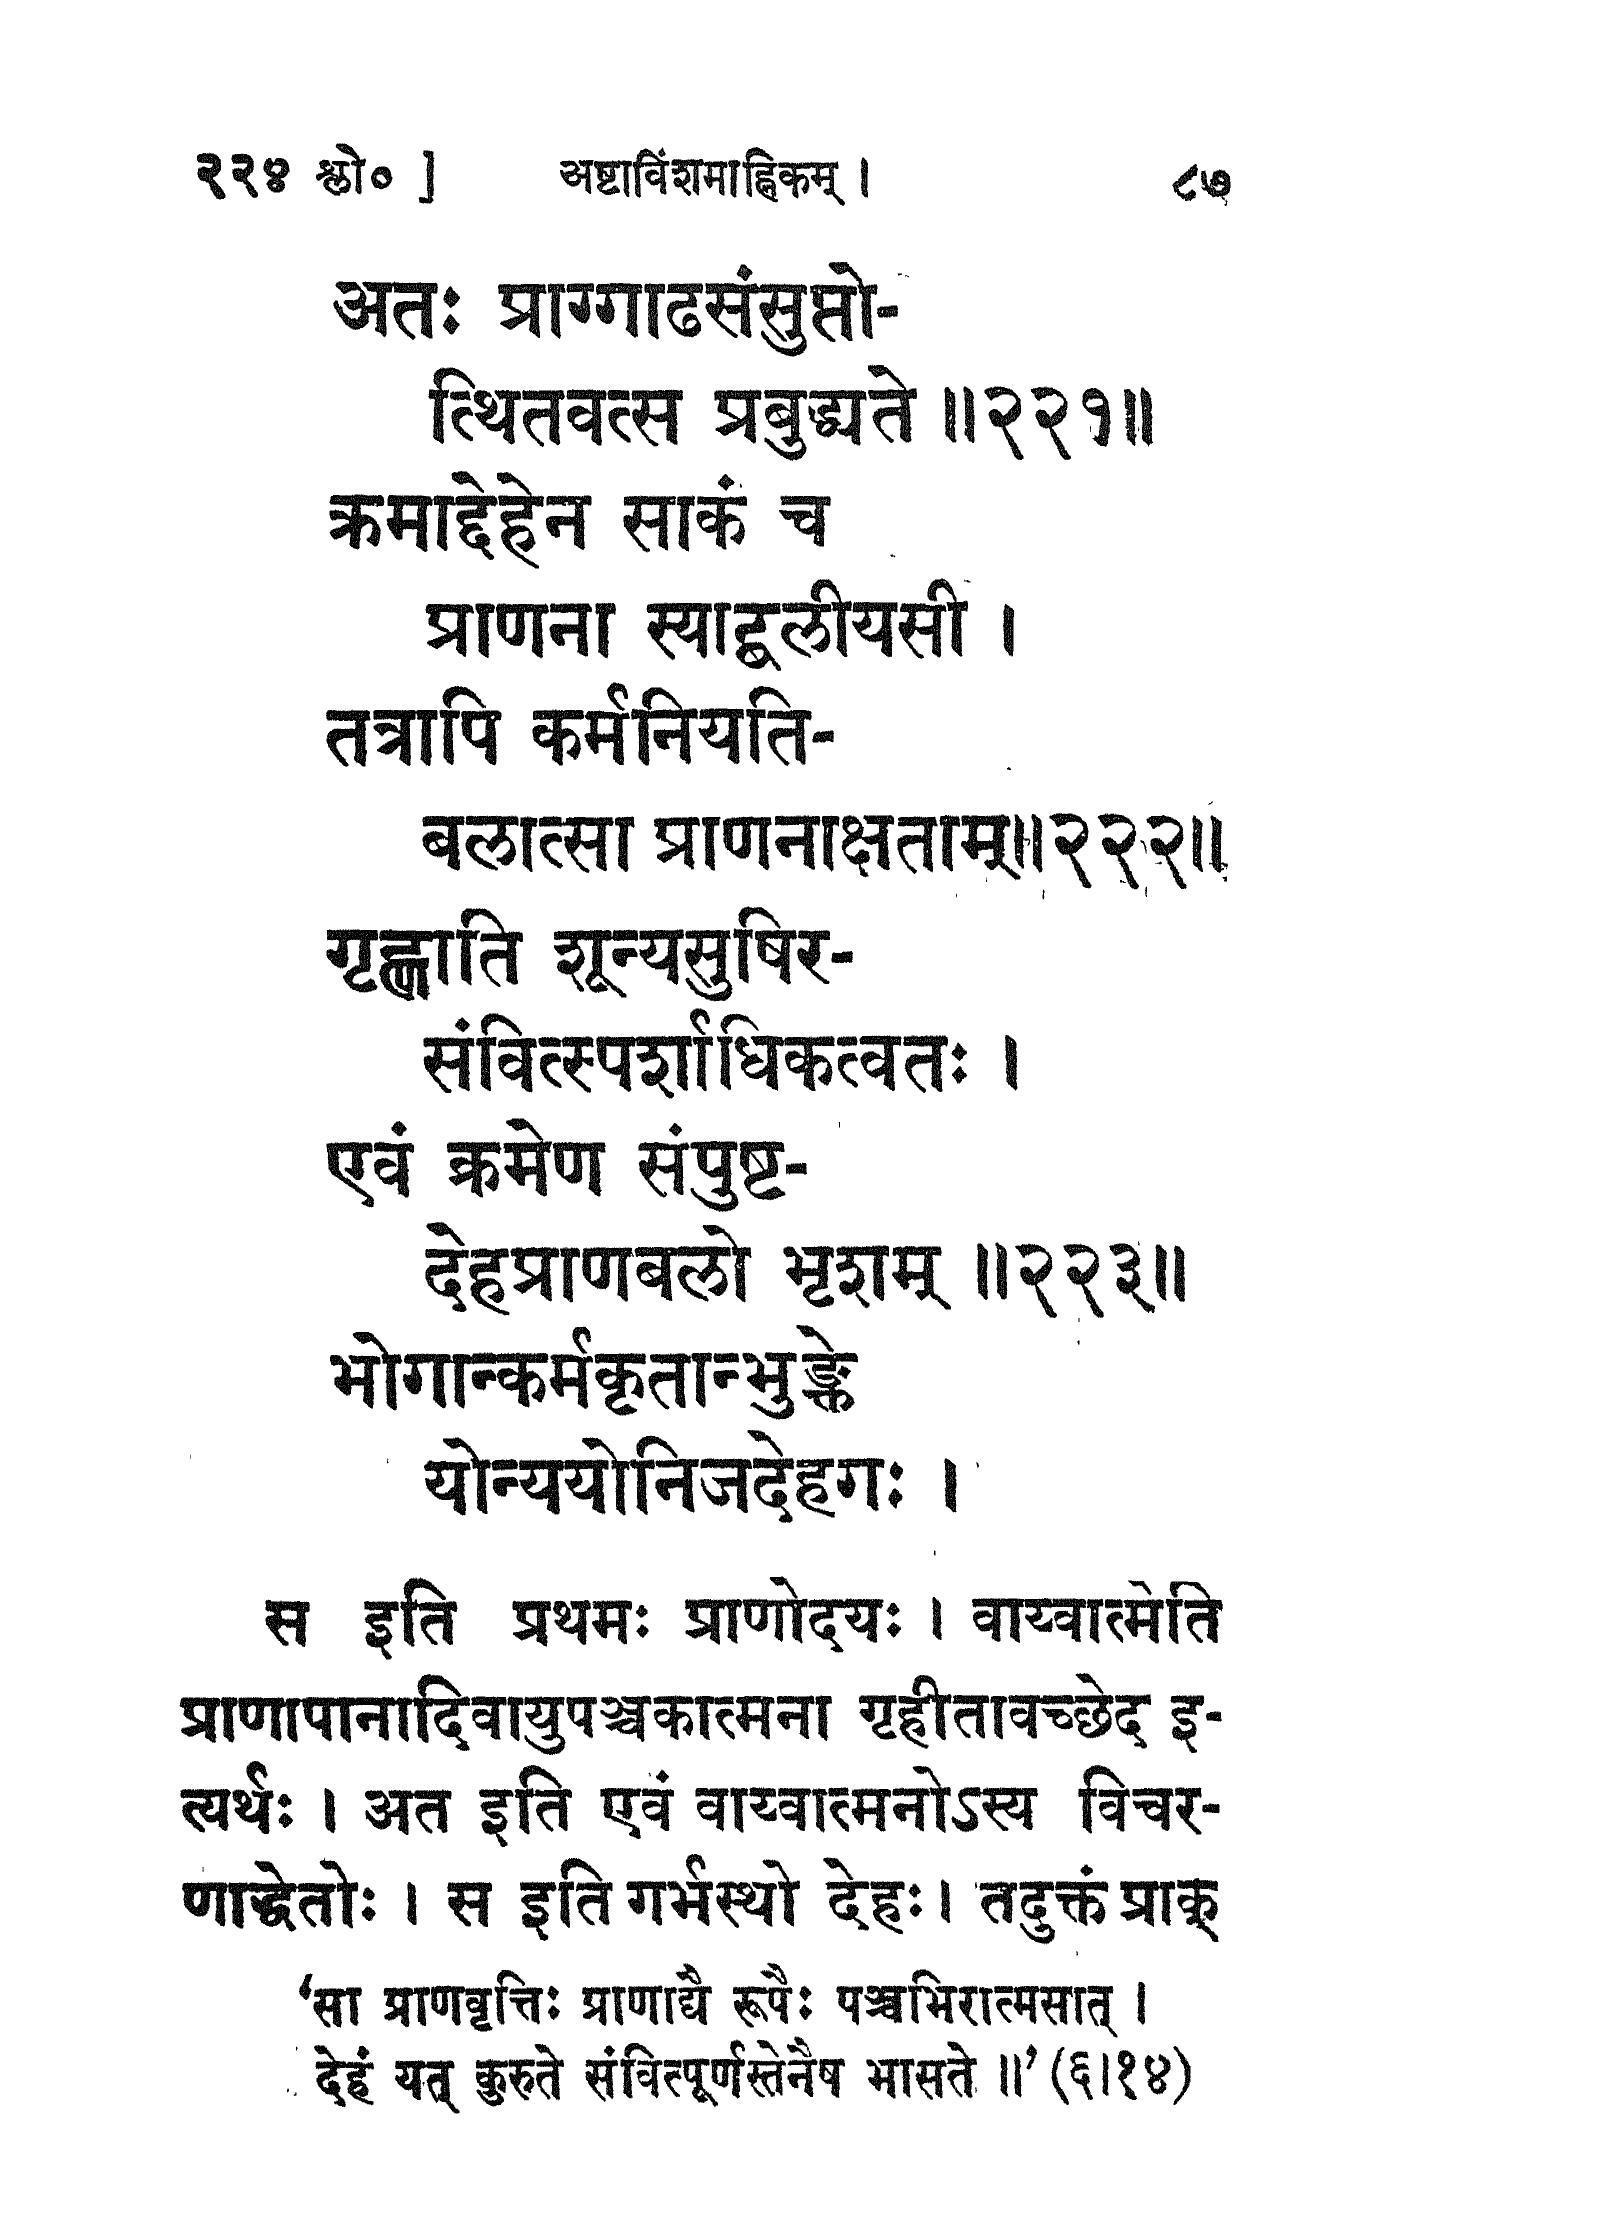 २२४ श्लो० ] अष्टाविंशमाह्निकम् । ८७
अतः प्राग्गाढसंसुप्तो-
त्थितवत्स प्रबुद्ध्यते ॥२२१॥
क्रमाद्देहेन साकं च
प्राणना स्याद्बलीयसी ।
तत्रापि कर्मनियति-
बलात्सा प्राणनाक्षताम्॥२२२॥
गृह्णाति शून्यसुषिर-
संवित्स्पर्शाधिकत्वतः ।
एवं क्रमेण संपुष्ट-
देहप्राणबलो भृशम् ॥२२३॥
भोगान्कर्मकृतान्भुङ्क्ते
योन्ययोनिजदेहगः ।
स इति प्रथमः प्राणोदयः । वाय्वात्मेति
प्राणापानादिवायुपञ्चकात्मना गृहीतावच्छेद इ-
त्यर्थः । अत इति एवं वाय्वात्मनोऽस्य विचर-
णाद्धेतोः । स इति गर्भस्थो देहः। तदुक्तं प्राक्
‘सा प्राणवृत्तिः प्राणाद्यै रूपैः पञ्चभिरात्मसात् ।
देहं यत् कुरुते संवित्पूर्णस्तेनैष भासते ॥’ (६।१४)